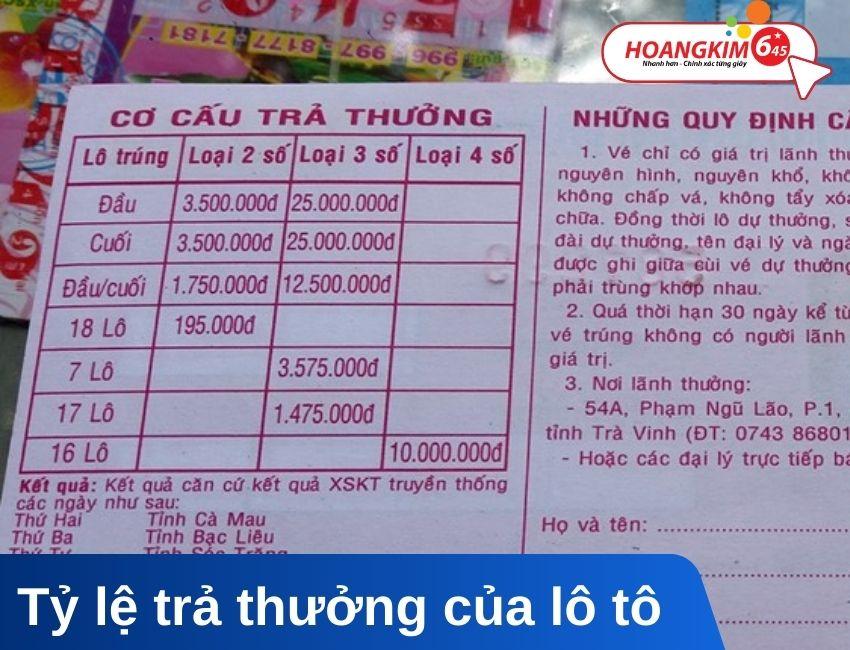 HOANGKIM 645
Nhanh hơn - Chính xác từng giây
7181 - 8177 - 997 - 966
CƠ CẤU TRẢ THƯỞNG
Lô trúng Loại 2 số Loại 3 số Loại 4 số
Đầu 3.500.000đ 25.000.000đ
Cuối 3.500.000đ 25.000.000đ
Đầu/cuối 1.750.000đ 12.500.000đ
18 Lô 195.000đ
7 Lô 3.575.000đ
17 Lô 1.475.000đ
16 Lô 10.000.000đ
Kết quả: Kết quả căn cứ kết quả XSKT truyền thống
các ngày như sau:
Thứ Hai Tỉnh Cà Mau
Thứ Ba Tỉnh Bạc Liêu
Thứ Tư Tỉnh Sóc Trăng
NHỮNG QUY ĐỊNH
1. Vé chỉ có giá trị lãnh
nguyên hình, nguyên khổ,
không chấp vá, không tẩy
chữa. Đồng thời lô dự thưởng,
đài dự thưởng, tên đại lý và
được ghi giữa cùi vé dự thưởng
phải trùng khớp nhau.
2. Quá thời hạn 30 ngày kể
vé trúng không có người lãnh
giá trị.
3. Nơi lãnh thưởng:
- 54A, Phạm Ngũ Lão, P.1,
tỉnh Trà Vinh (ĐT: 0743 86801
- Hoặc các đại lý trực tiếp
Họ và tên:
Tỷ lệ trả thưởng của lô tô